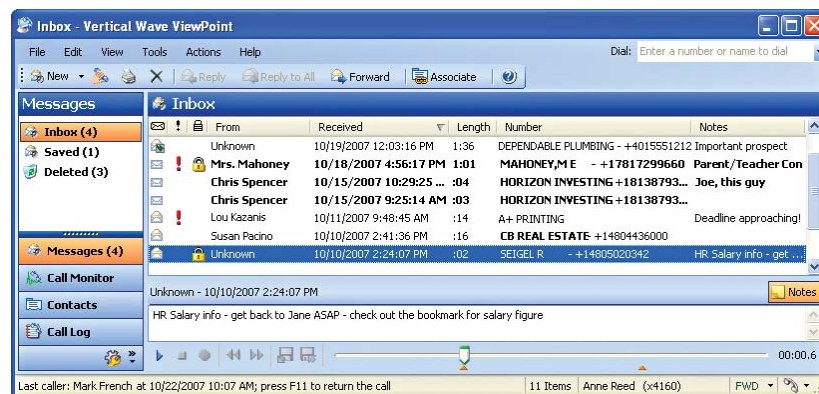 Inbox - Vertical Wave ViewPoint
File Edit View Tools Actions Help Dial: Enter a number or name to dial
New Reply Reply to All Forward Associate
Messages Inbox
! From Received Length Number Notes
Inbox (4)
Saved (1)
Deleted (3)
Unknown 10/19/2007 12:03:16 PM 1:36 DEPENDABLE PLUMBING - +4015551212 Important prospect
! Mrs. Mahoney 10/18/2007 4:56:17 PM 1:01 MAHONEY,M E - +17817299660 Parent/Teacher Con
Chris Spencer 10/15/2007 10:29:25 ... :04 HORIZON INVESTING +18138793... Joe, this guy
Chris Spencer 10/15/2007 9:25:14 AM :03 HORIZON INVESTING +18138793...
! Lou Kazanis 10/11/2007 9:48:45 AM :14 A+ PRINTING Deadline approaching!
Susan Pacino 10/10/2007 2:41:36 PM :16 CB REAL ESTATE- +14804436000
Unknown 10/10/2007 2:24:07 PM :02 SEIGEL R - +14805020342 HR Salary info - get ...
Messages (4)
Call Monitor
Contacts
Call Log
Unknown - 10/10/2007 2:24:07 PM Notes
HR Salary info - get back to Jane ASAP - check out the bookmark for salary figure
00:00.6
Last caller: Mark French at 10/22/2007 10:07 AM; press F11 to return the call 11 Items Anne Reed (x4160) FWD